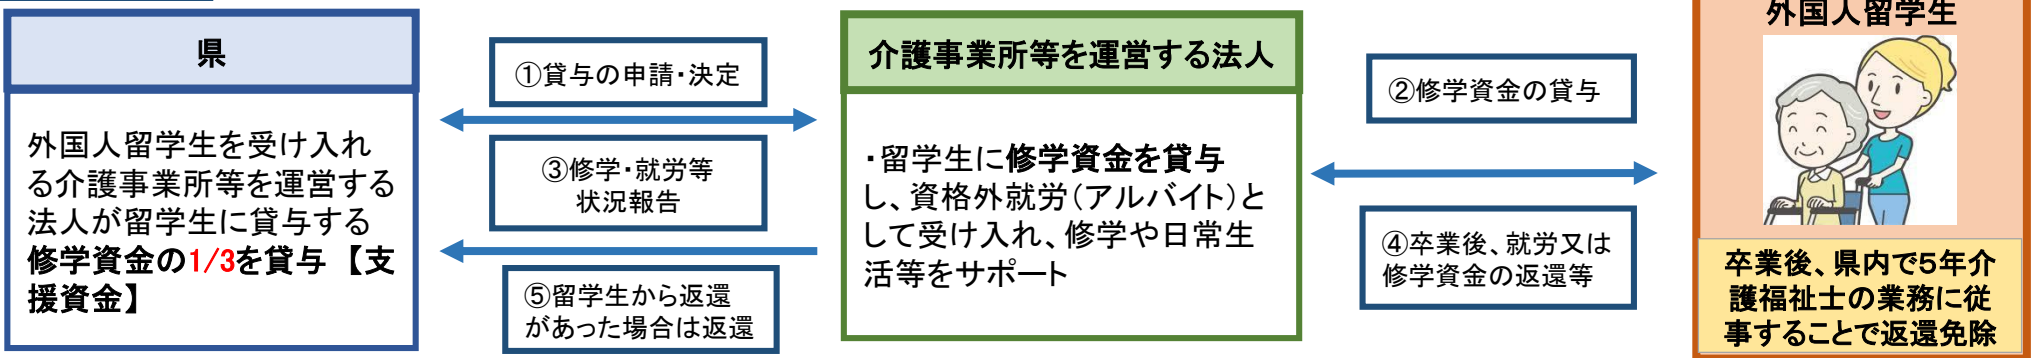 県
外国人留学生を受け入れ
る介護事業所等を運営する
法人が留学生に貸与する
修学資金の1/3を貸与 【支
援資金】
①貸与の申請・決定
③修学・就労等
状況報告
⑤留学生から返還
があった場合は返還
介護事業所等を運営する法人
・留学生に修学資金を貸与
し、資格外就労（アルバイト）と
して受け入れ、修学や日常生
活等をサポート
②修学資金の貸与
④卒業後、就労又は
修学資金の返還等
外国人留学生
卒業後、県内で５年介
護福祉士の業務に従
事することで返還免除